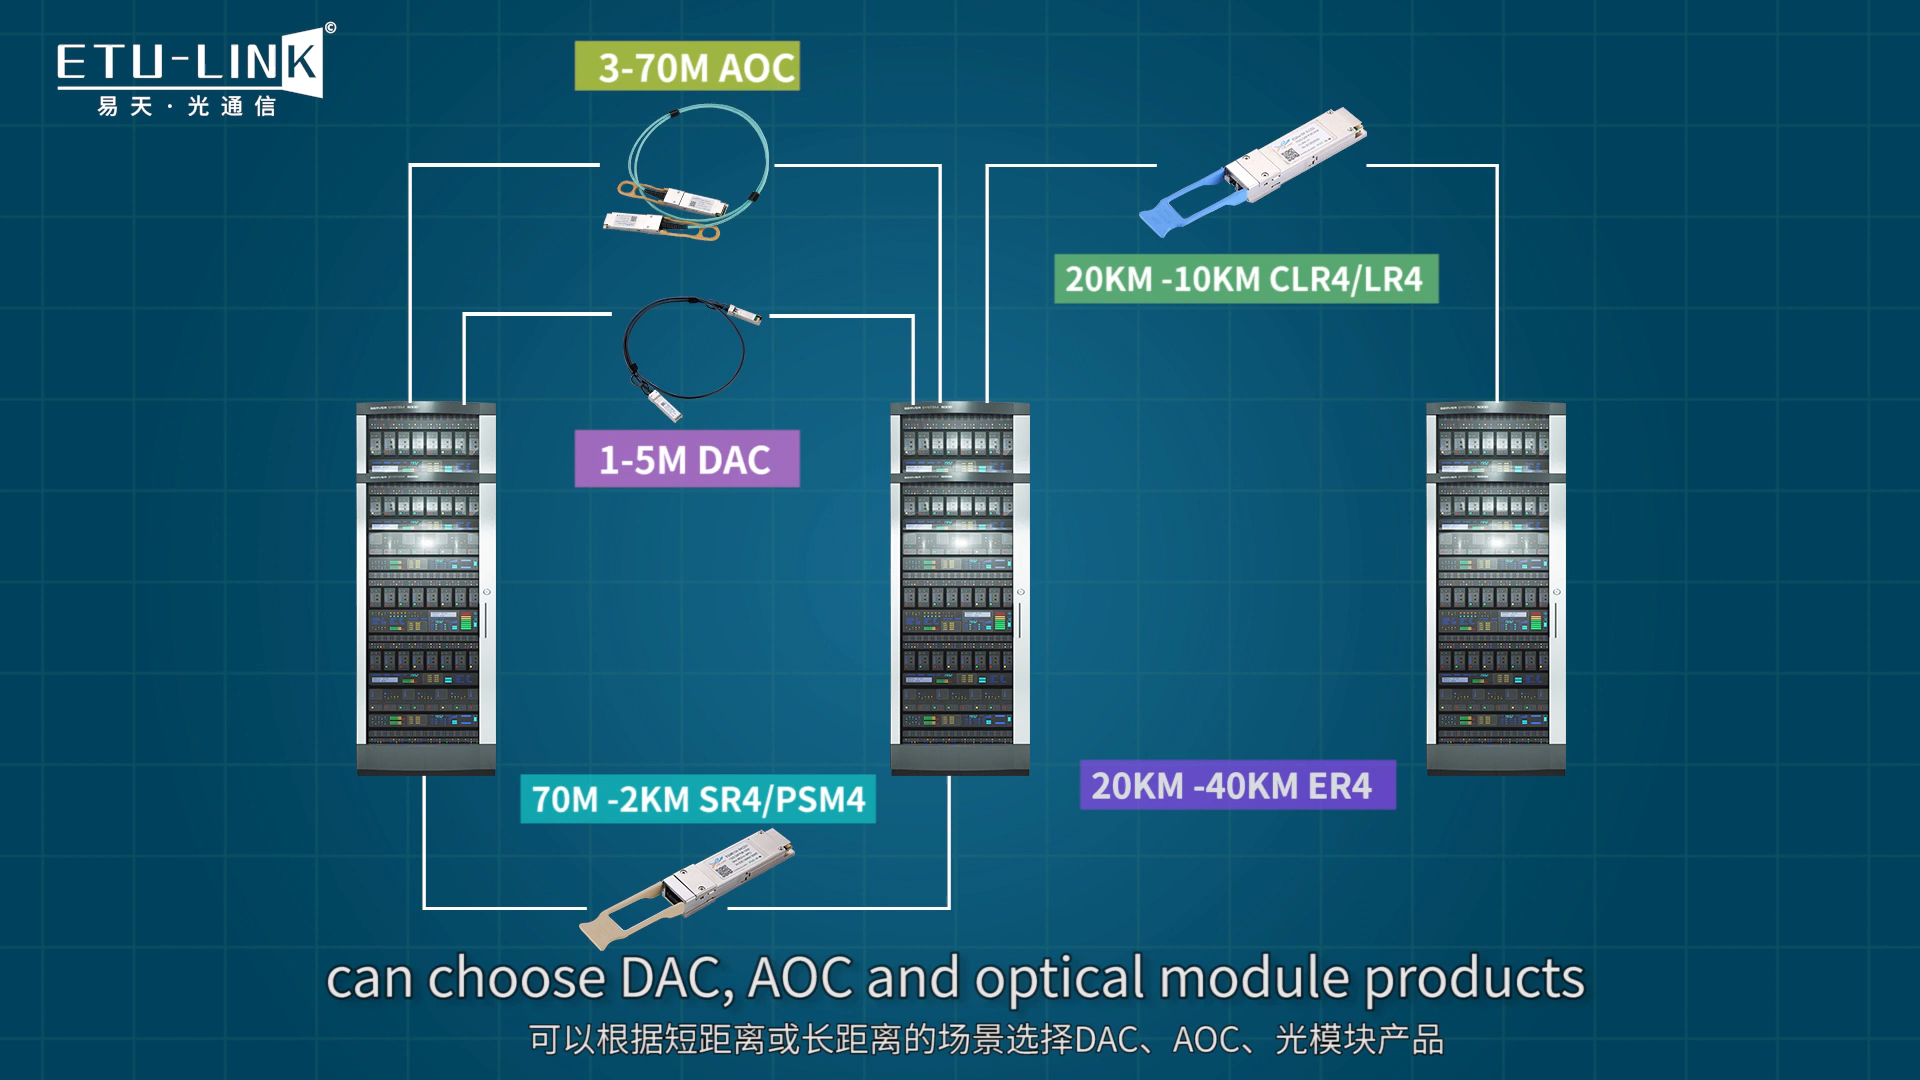 ETU-LINK©
易天·光通信
3-70M AOC
20KM -10KM CLR4/LR4
1-5M DAC
70M -2KM SR4/PSM4
20KM -40KM ER4
can choose DAC, AOC and optical module products
可以根据短距离或长距离的场景选择DAC、AOC、光模块产品